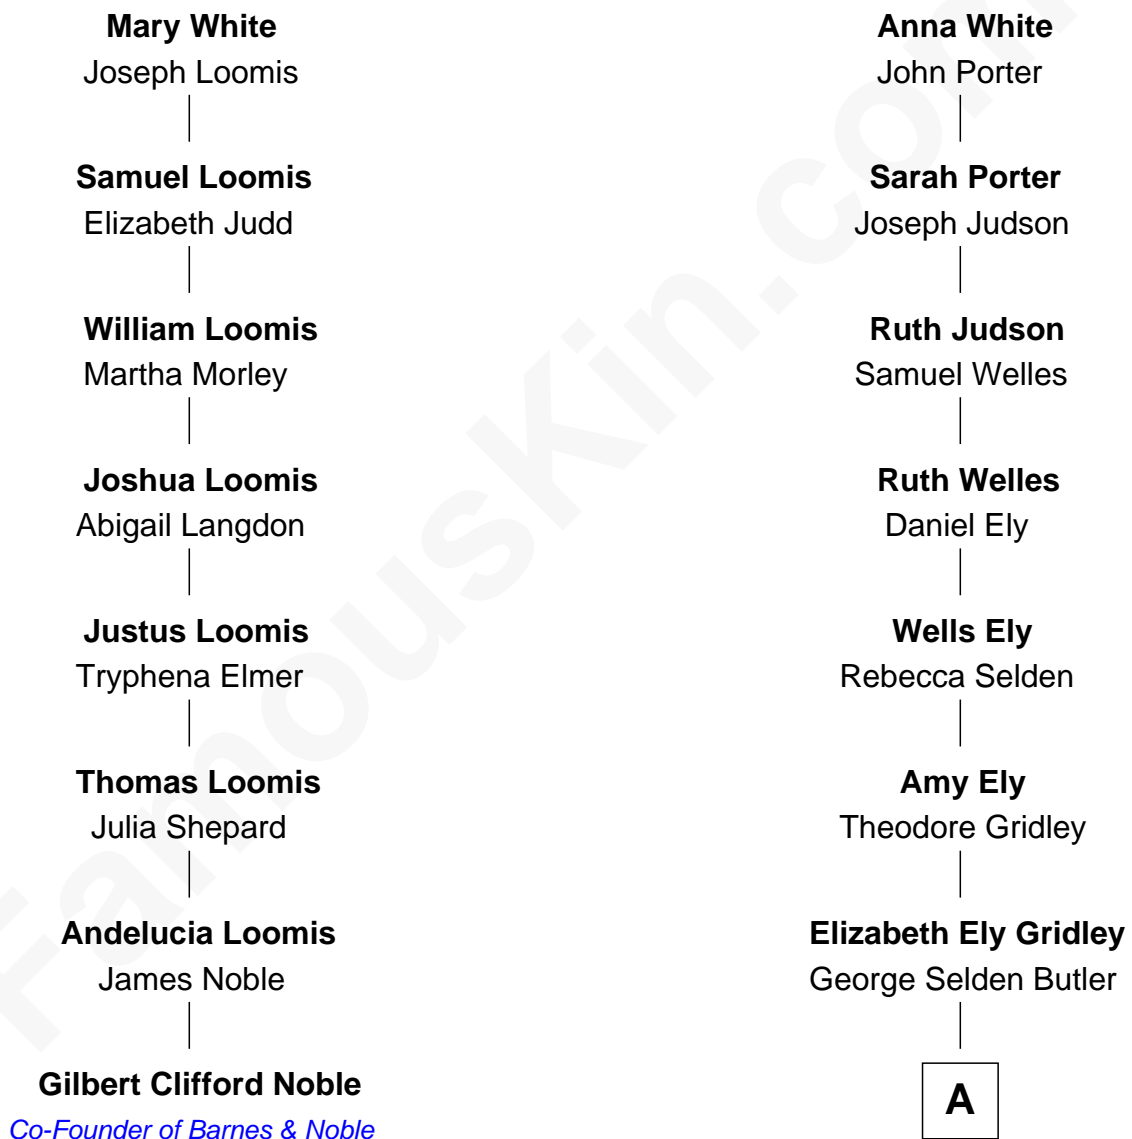 Mary White
Joseph Loomis
Samuel Loomis
Elizabeth Judd
William Loomis
Martha Morley
Joshua Loomis
Abigail Langdon
Justus Loomis
Tryphena Elmer
Thomas Loomis
Julia Shepard
Andelucia Loomis
James Noble
Gilbert Clifford Noble
Co-Founder of Barnes & Noble
Anna White
John Porter
Sarah Porter
Joseph Judson
Ruth Judson
Samuel Welles
Ruth Welles
Daniel Ely
Wells Ely
Rebecca Selden
Amy Ely
Theodore Gridley
Elizabeth Ely Gridley
George Selden Butler
A
FamousKin.com